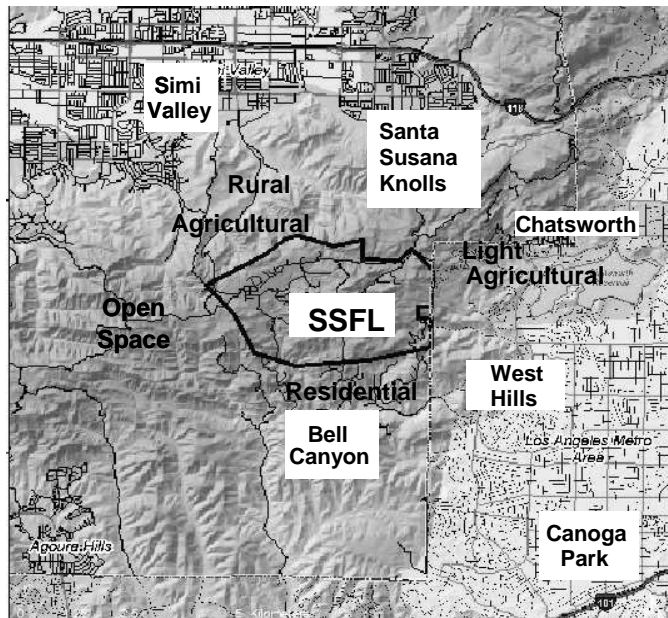 Simi
Valley
Valley
118
Santa
Susana
Knolls
Rural
Agricultural
Chatsworth
Light
Agricultural
Open
Space
SSFL
Residential
West
Hills
Bell
Canyon
Los Angeles Metro
Area
Agoura Hills
Canoga
Park
101